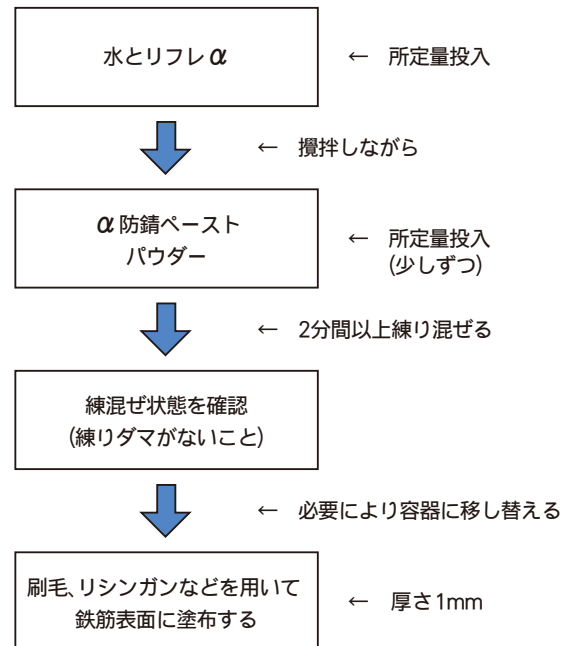 水とリフレα
← 所定量投入
← 攪拌しながら
α防錆ペースト
パウダー
← 所定量投入
(少しずつ)
← 2分間以上練り混ぜる
練混ぜ状態を確認
(練りダマがないこと)
← 必要により容器に移し替える
刷毛、リシンガンなどを用いて
鉄筋表面に塗布する
← 厚さ1mm